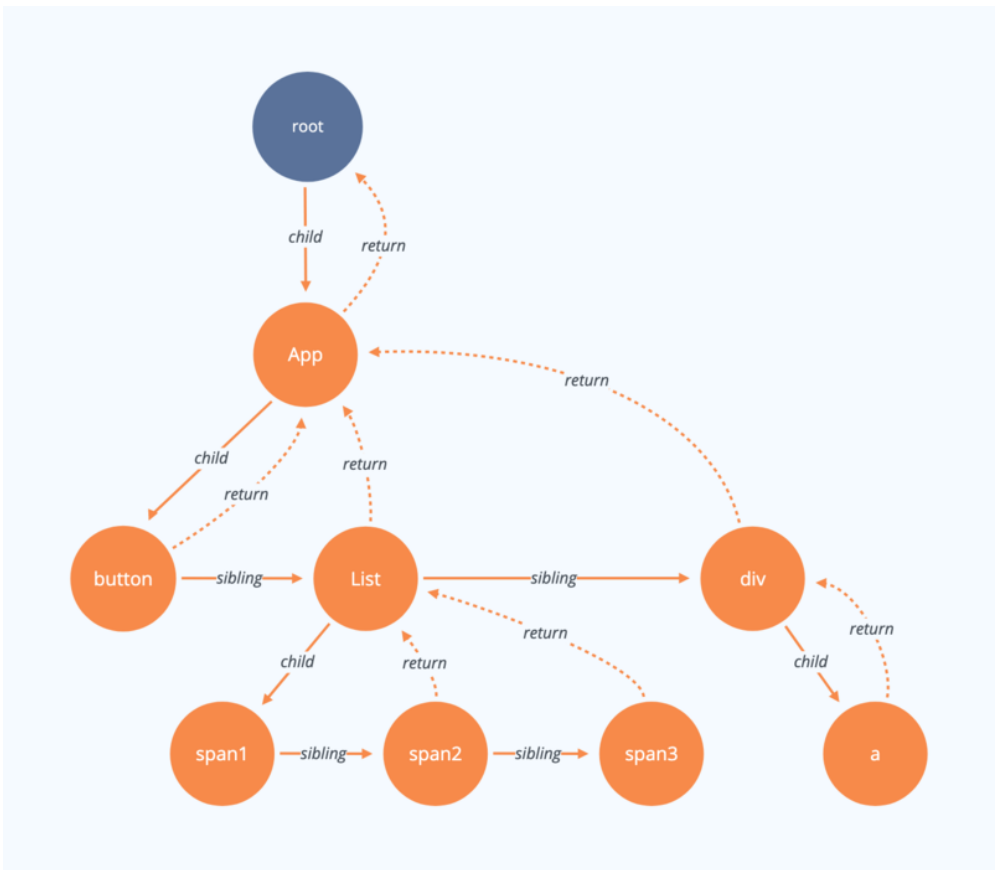 root
child
return
App
return
child
return
return
button
sibling
List
sibling
div
return
return
child
return
child
span1
sibling
span2
sibling
span3
a